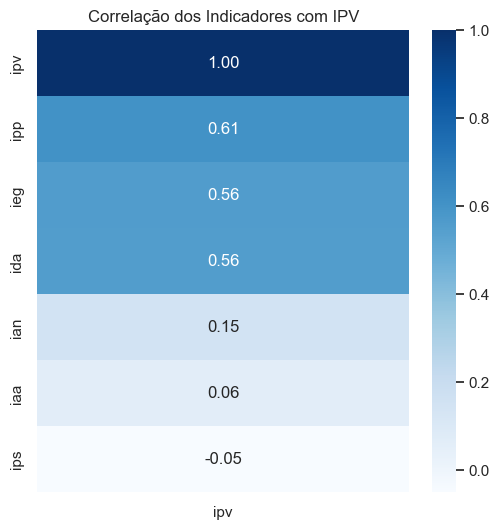 Correlação dos Indicadores com IPV
ipv
1.00
ipp
0.61
ieg
0.56
ida
0.56
ian
0.15
iaa
0.06
ips
-0.05
ipv
1.0
0.8
0.6
0.4
0.2
0.0